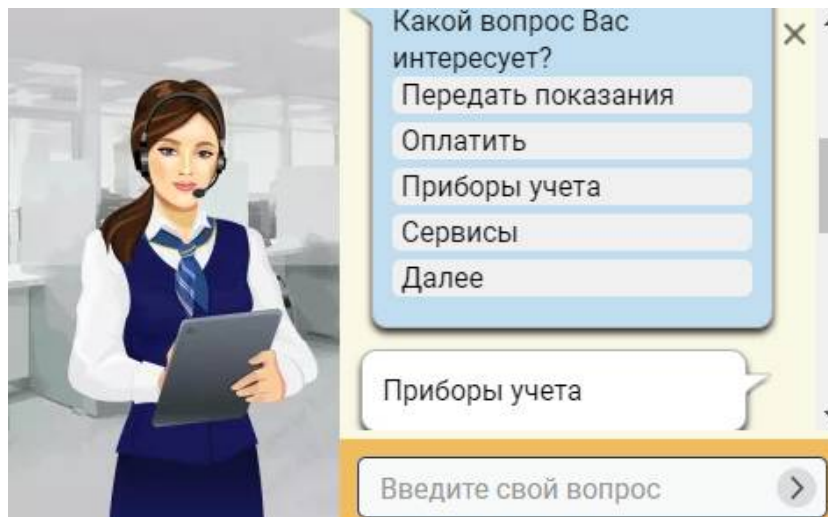 Какой вопрос Вас
интересует?
Передать показания
Оплатить
Приборы учета
Сервисы
Далее
Приборы учета
Введите свой вопрос